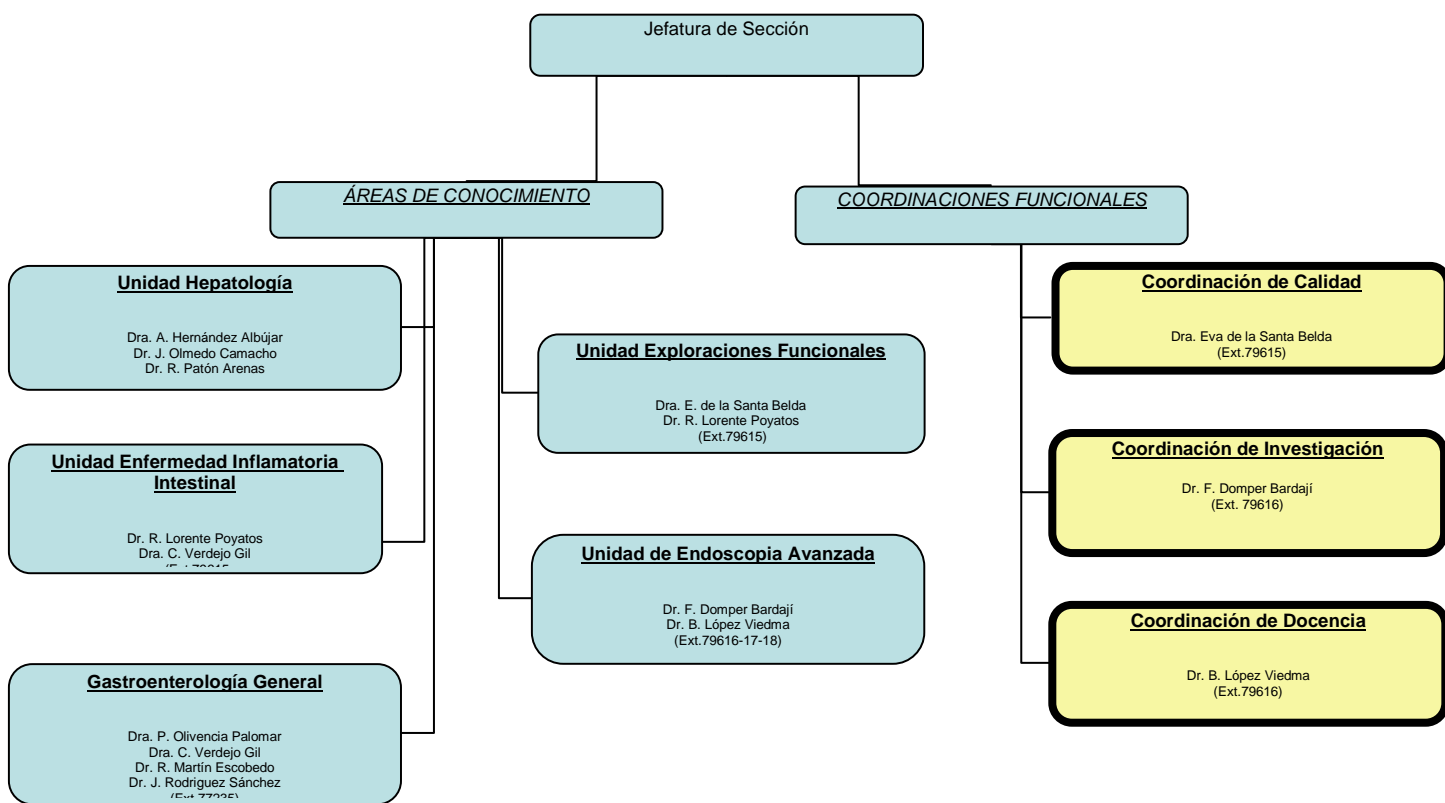 Jefatura de Sección
ÁREAS DE CONOCIMIENTO
COORDINACIONES FUNCIONALES
Unidad Hepatología
Dra. A. Hernández Albújar
Dr. J. Olmedo Camacho
Dr. R. Patón Arenas
Unidad Enfermedad Inflamatoria
Intestinal
Dr. R. Lorente Poyatos
Dra. C. Verdejo Gil
Gastroenterología General
Dra. P. Olivencia Palomar
Dra. C. Verdejo Gil
Dr. R. Martín Escobedo
Dr. J. Rodriguez Sánchez
(Ext.77235)
Unidad Exploraciones Funcionales
Dra. E. de la Santa Belda
Dr. R. Lorente Poyatos
(Ext.79615)
Unidad de Endoscopia Avanzada
Dr. F. Domper Bardají
Dr. B. López Viedma
(Ext.79616-17-18)
Coordinación de Calidad
Dra. Eva de la Santa Belda
(Ext.79615)
Coordinación de Investigación
Dr. F. Domper Bardají
(Ext. 79616)
Coordinación de Docencia
Dr. B. López Viedma
(Ext.79616)